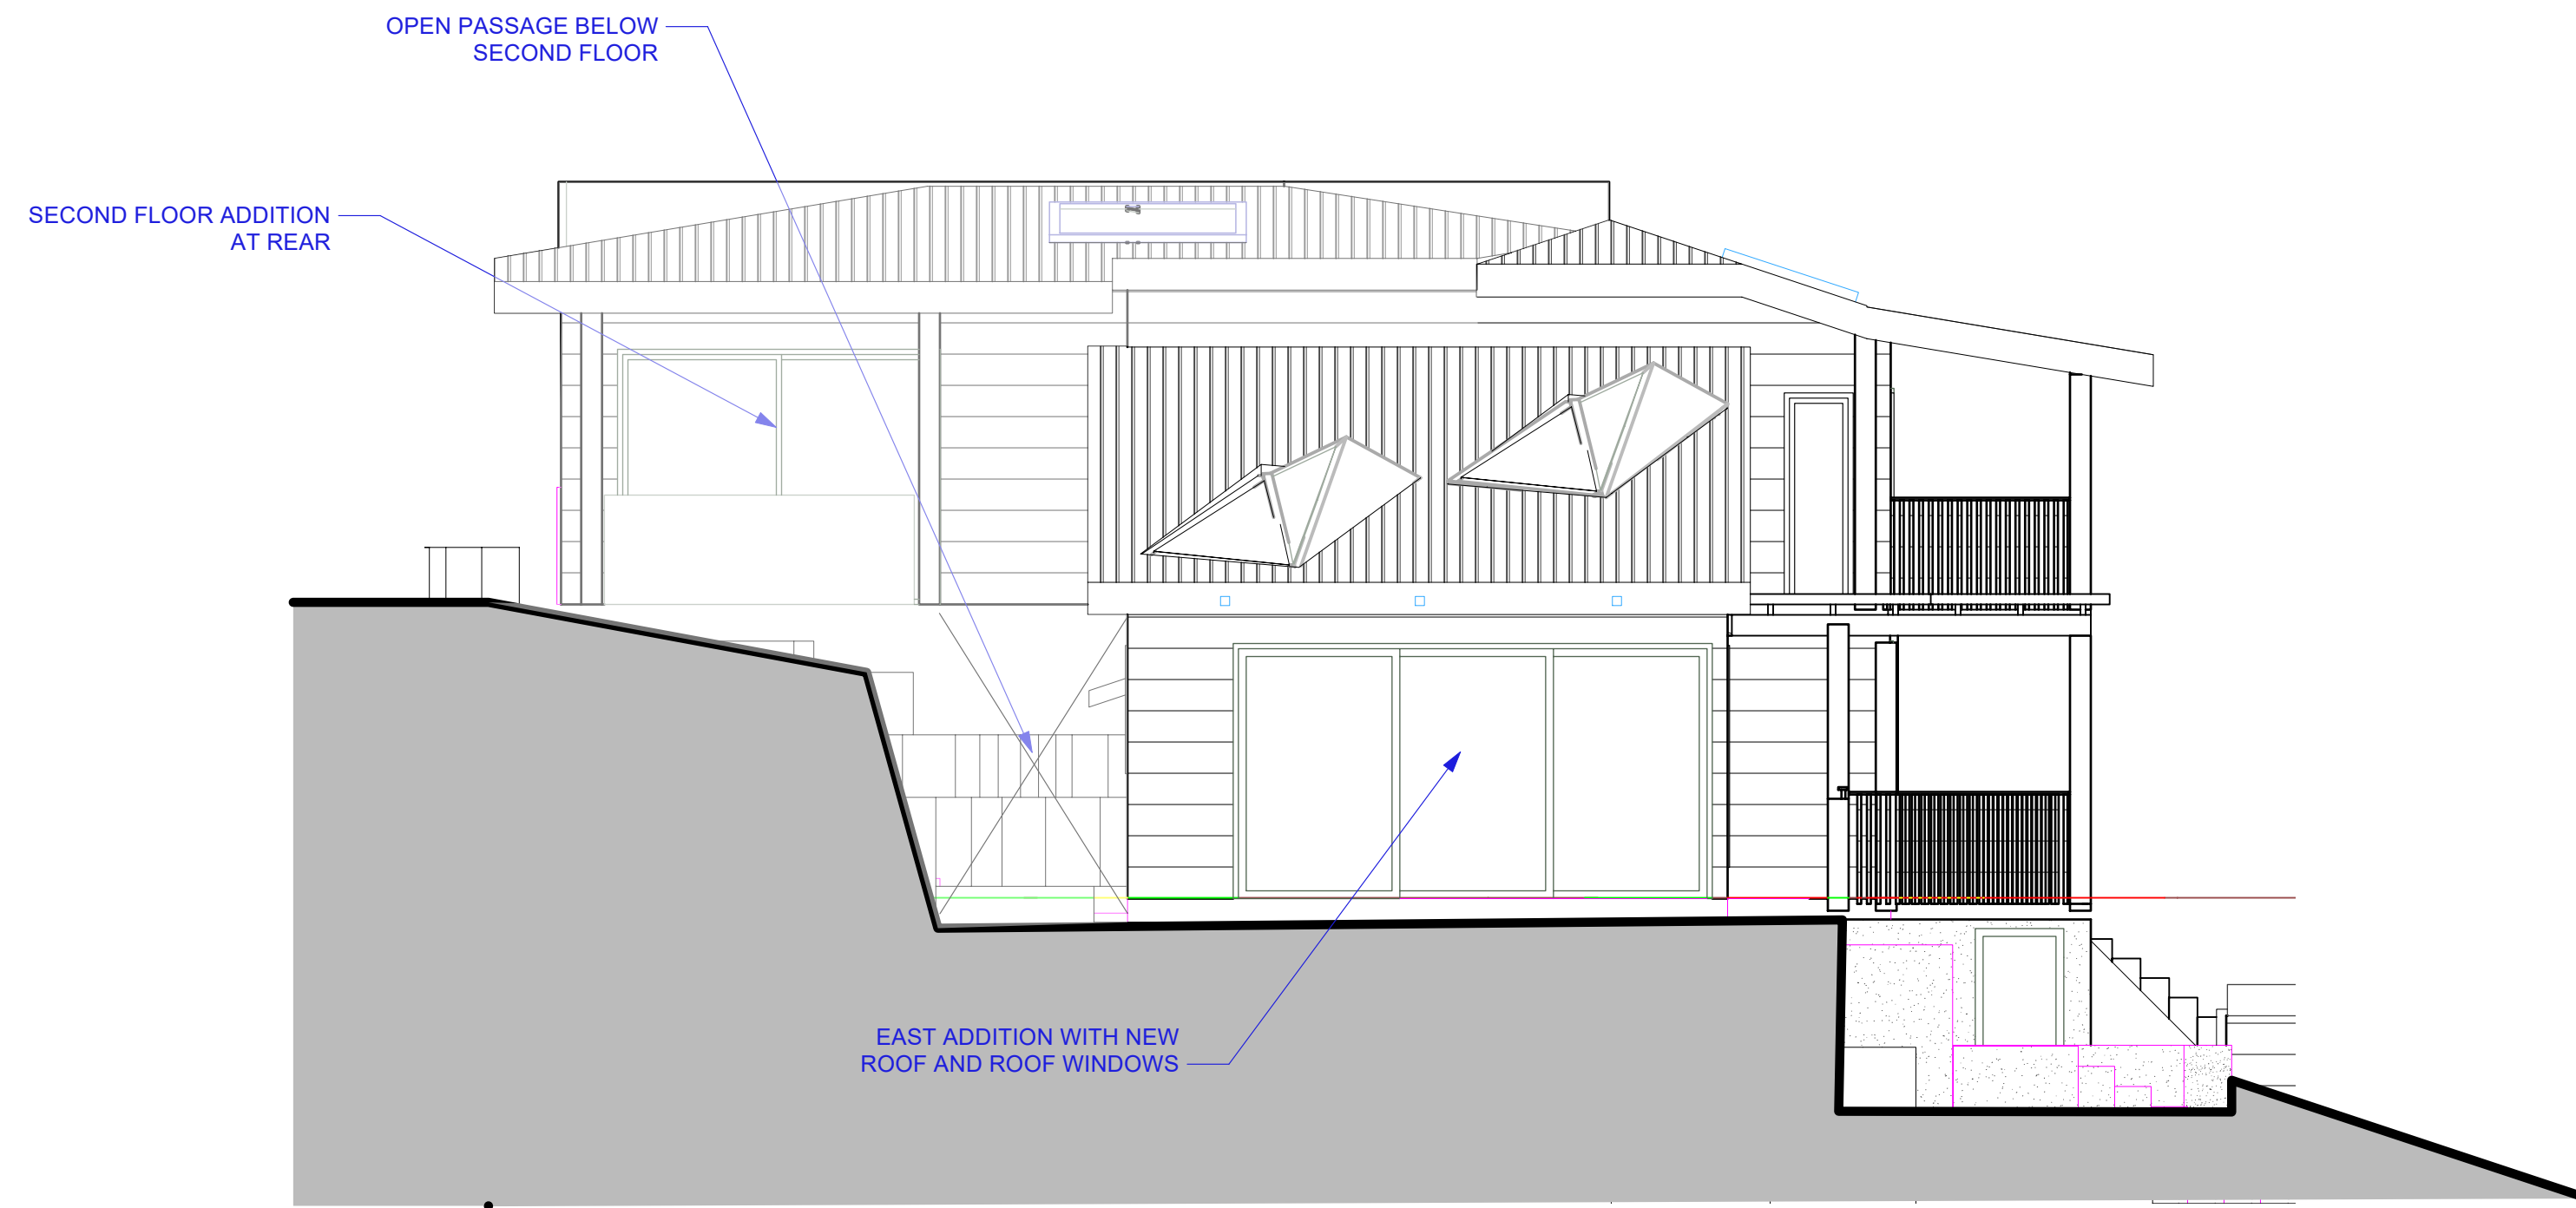 OPEN PASSAGE BELOW
SECOND FLOOR
SECOND FLOOR ADDITION
AT REAR
EAST ADDITION WITH NEW
ROOF AND ROOF WINDOWS